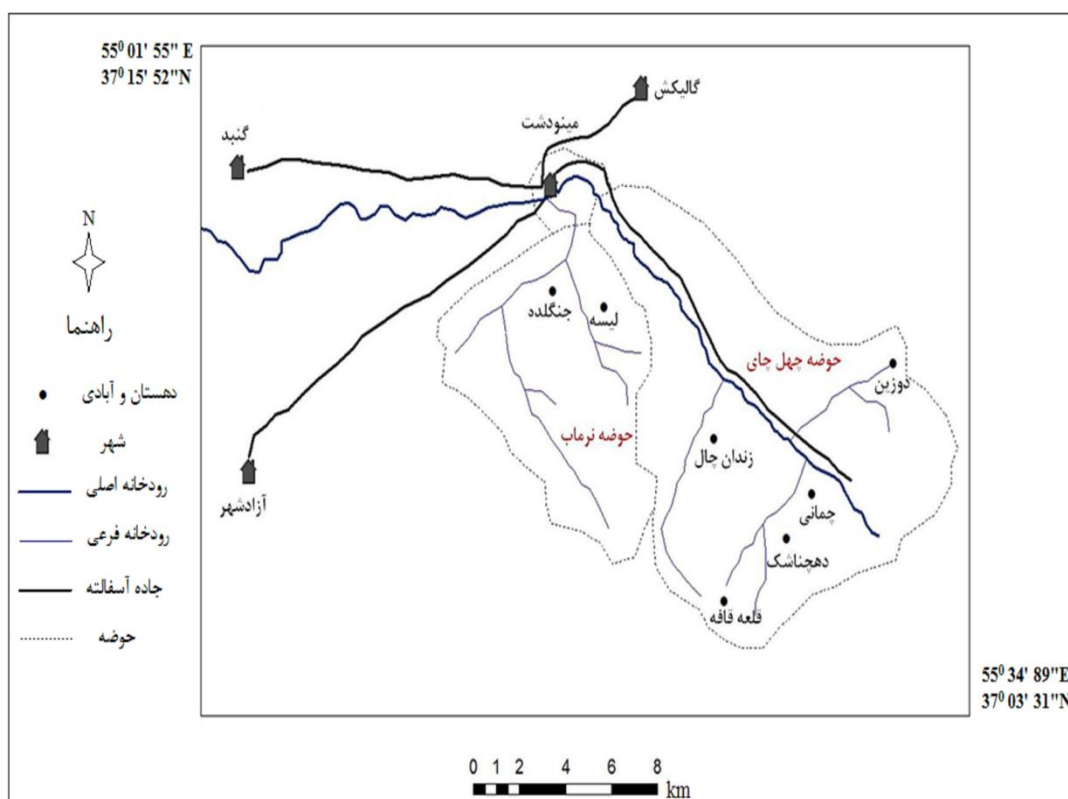 55⁰ 01' 55" E
37⁰ 15' 52"N
گالیکش
مینودشت
گنبد
N
راهنما
دهستان و آبادی
شهر
رودخانه اصلی
رودخانه فرعی
جاده آسفالته
حوضه
جنگلده
لیسه
حوضه چهل چای
دوزین
حوضه نرماب
زندان چال
آزادشهر
چمانی
دهچناشک
قلعه قافه
55⁰ 34' 89"E
37⁰ 03' 31"N
0 1 2 4 6 8
km